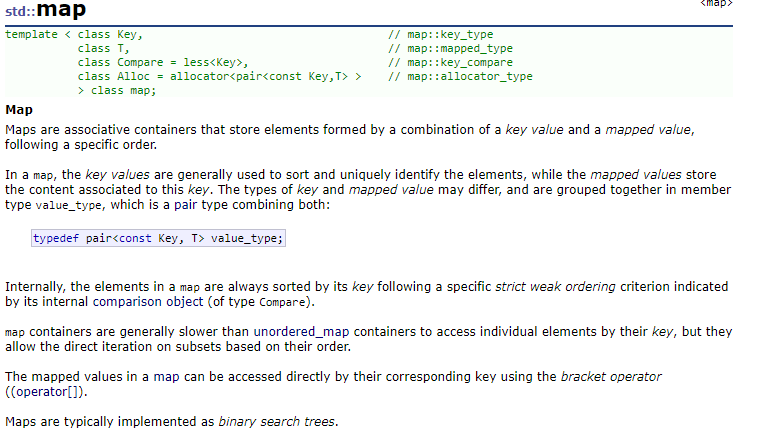 <map>
std::map
template < class Key,                                     // map::key_type
           class T,                                       // map::mapped_type
           class Compare = less<Key>,                     // map::key_compare
           class Alloc = allocator<pair<const Key,T> >    // map::allocator_type
           > class map;
Map
Maps are associative containers that store elements formed by a combination of a key value and a mapped value,
following a specific order.
In a map, the key values are generally used to sort and uniquely identify the elements, while the mapped values store
the content associated to this key. The types of key and mapped value may differ, and are grouped together in member
type value_type, which is a pair type combining both:
typedef pair<const Key, T> value_type;
Internally, the elements in a map are always sorted by its key following a specific strict weak ordering criterion indicated
by its internal comparison object (of type Compare).
map containers are generally slower than unordered_map containers to access individual elements by their key, but they
allow the direct iteration on subsets based on their order.
The mapped values in a map can be accessed directly by their corresponding key using the bracket operator
((operator[]).
Maps are typically implemented as binary search trees.